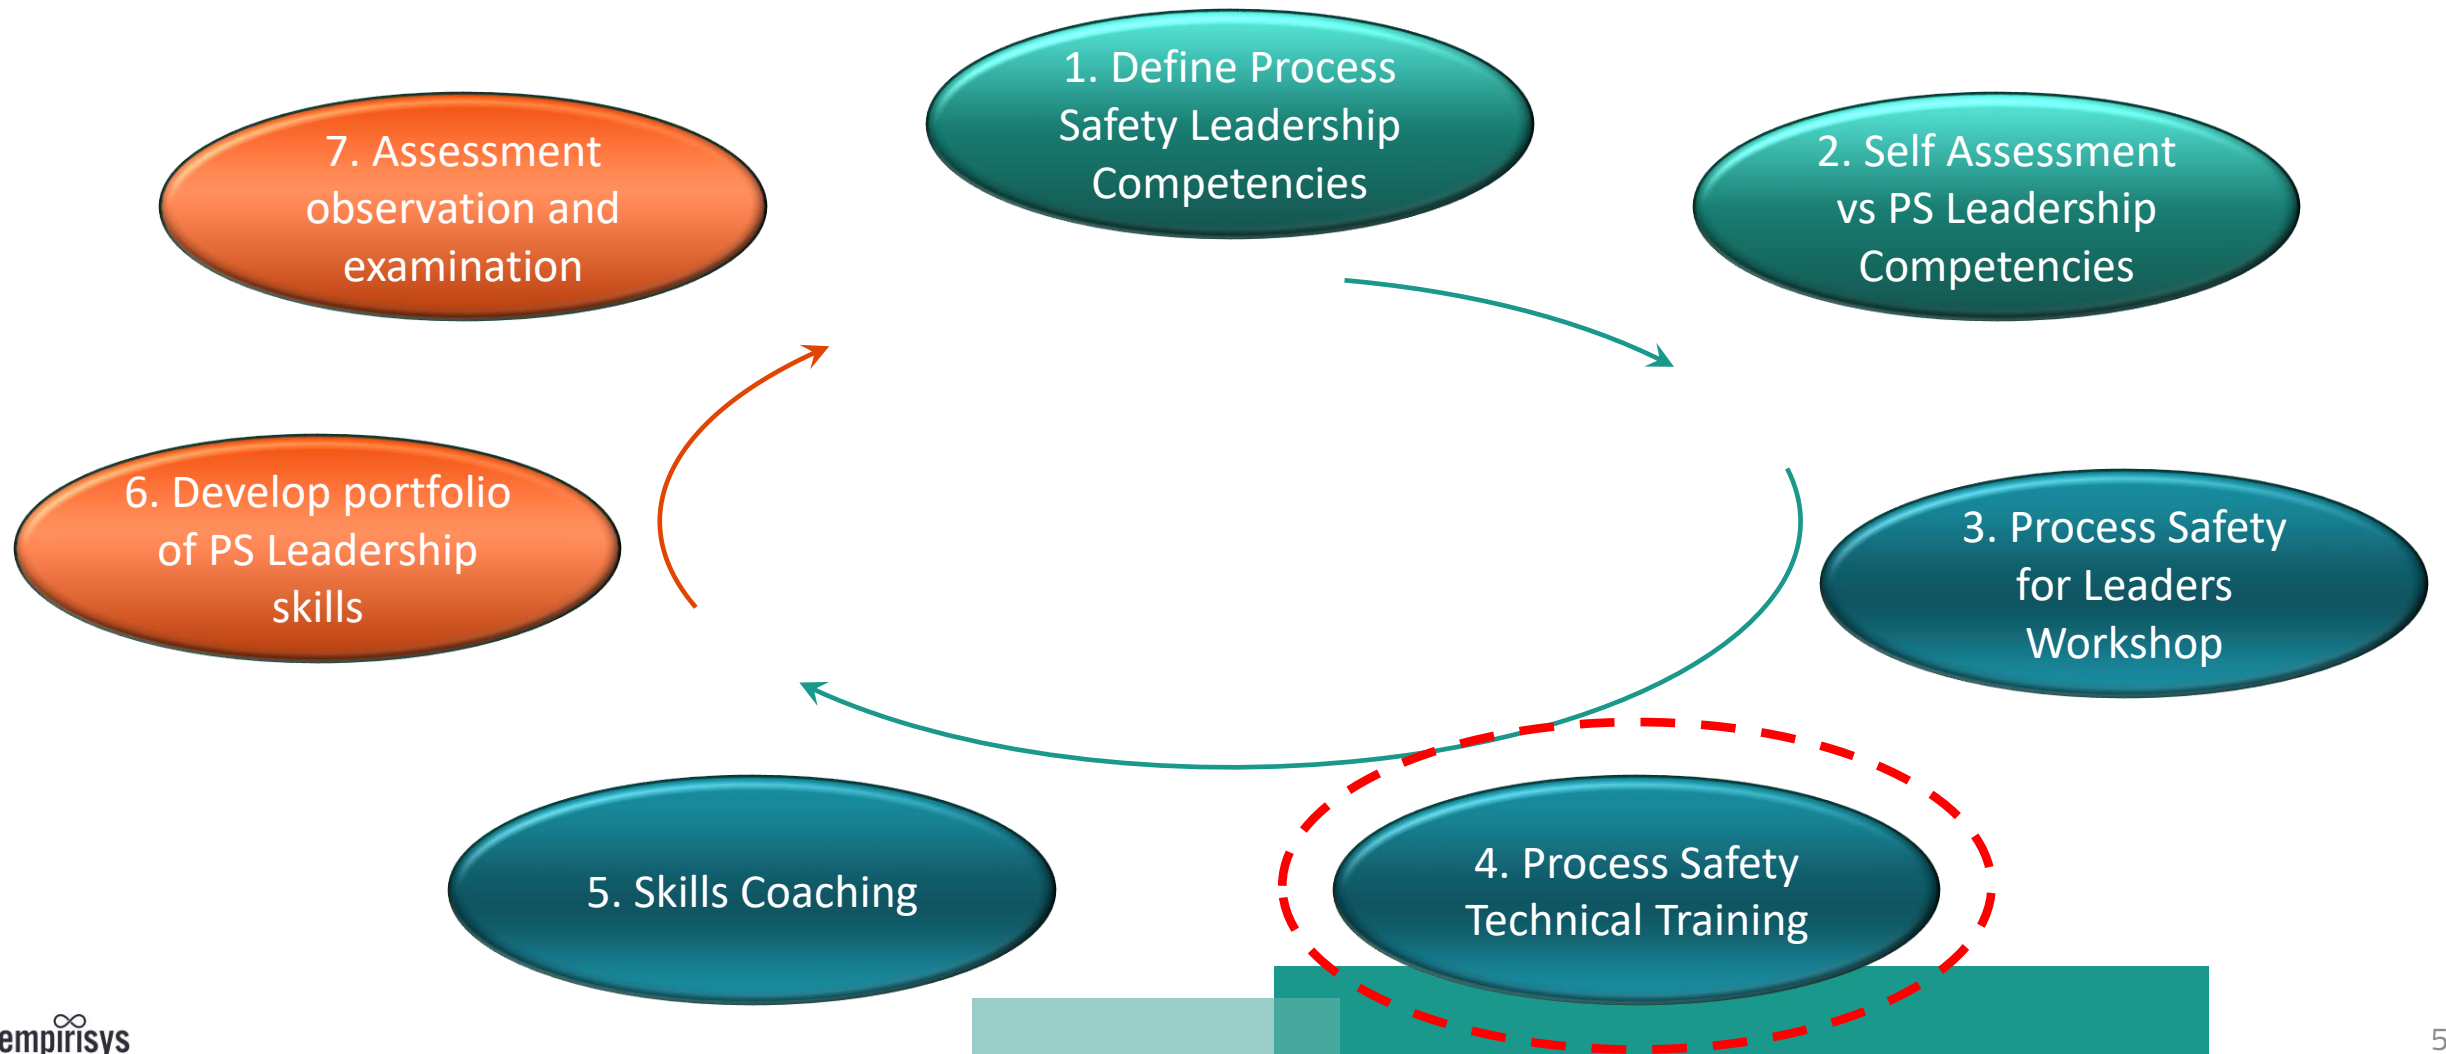 1. Define Process
Safety Leadership
Competencies
2. Self Assessment
vs PS Leadership
Competencies
3. Process Safety
for Leaders
Workshop
4. Process Safety
Technical Training
5. Skills Coaching
6. Develop portfolio
of PS Leadership
skills
7. Assessment
observation and
examination
empirisys
5